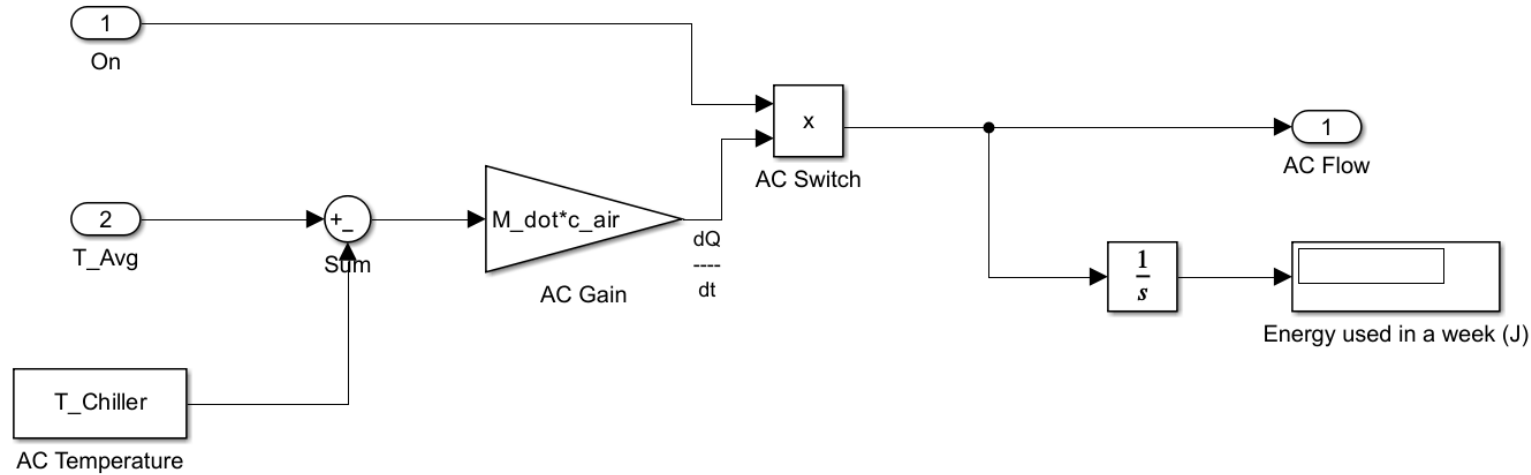 1
On
x
AC Switch
1
AC Flow
2
T_Avg
+
-
Sum
M_dot*c_air
AC Gain
dQ
----
dt
1
s
Energy used in a week (J)
T_Chiller
AC Temperature